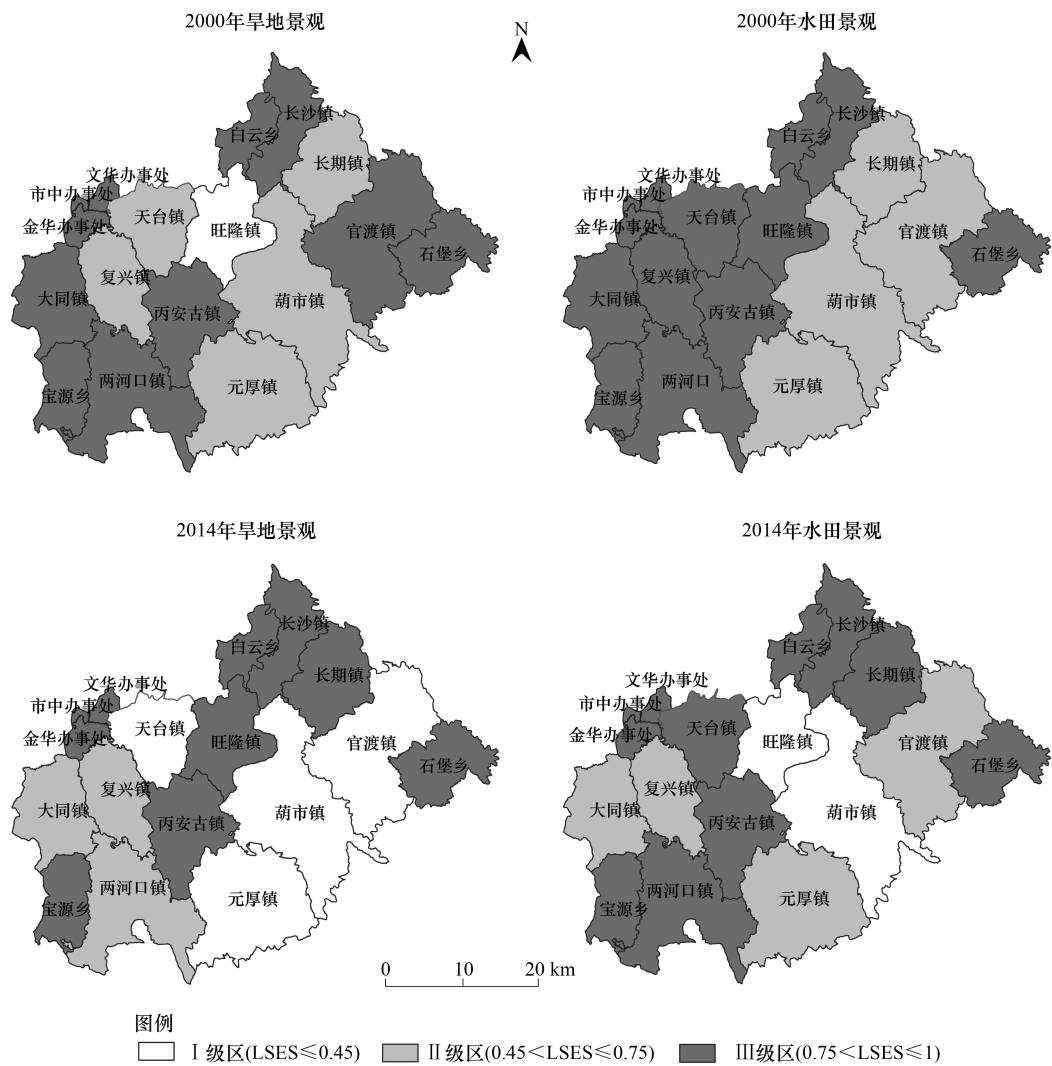 2000年旱地景观
N
2000年水田景观
长沙镇
白云乡
长期镇
文华办事处
市中办事处
天台镇
金华办事处
旺隆镇
官渡镇
石堡乡
复兴镇
大同镇
葫市镇
丙安古镇
两河口镇
元厚镇
宝源乡
长沙镇
白云乡
长期镇
文华办事处
市中办事处
天台镇
金华办事处
旺隆镇
官渡镇
石堡乡
复兴镇
大同镇
葫市镇
丙安古镇
两河口
元厚镇
宝源乡
2014年旱地景观
2014年水田景观
长沙镇
白云乡
长期镇
文华办事处
市中办事处
天台镇
金华办事处
旺隆镇
官渡镇
石堡乡
复兴镇
大同镇
葫市镇
丙安古镇
两河口镇
元厚镇
宝源乡
长沙镇
白云乡
长期镇
文华办事处
市中办事处
天台镇
金华办事处
旺隆镇
官渡镇
石堡乡
复兴镇
大同镇
葫市镇
丙安古镇
两河口镇
元厚镇
宝源乡
0 10 20 km
图例
Ⅰ级区(LSES≤0.45) Ⅱ级区(0.45<LSES≤0.75) Ⅲ级区(0.75<LSES≤1)